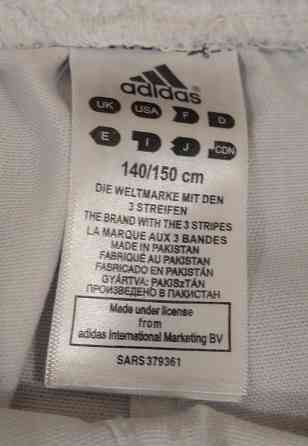 adidas®
UK USA F D
E I J CDN
140/150 cm
DIE WELTMARKE MIT DEN
3 STREIFEN
THE BRAND WITH THE 3 STRIPES
LA MARQUE AUX 3 BANDES
MADE IN PAKISTAN
FABRIQUÉ AU PAKISTAN
FABRICADO EN PAKISTÁN
GYÁRTVA: PAKISzTÁN
ПРОИЗВЕДЕНО В ПАКИСТАН
Made under license
from
adidas International Marketing BV
SARS 379361